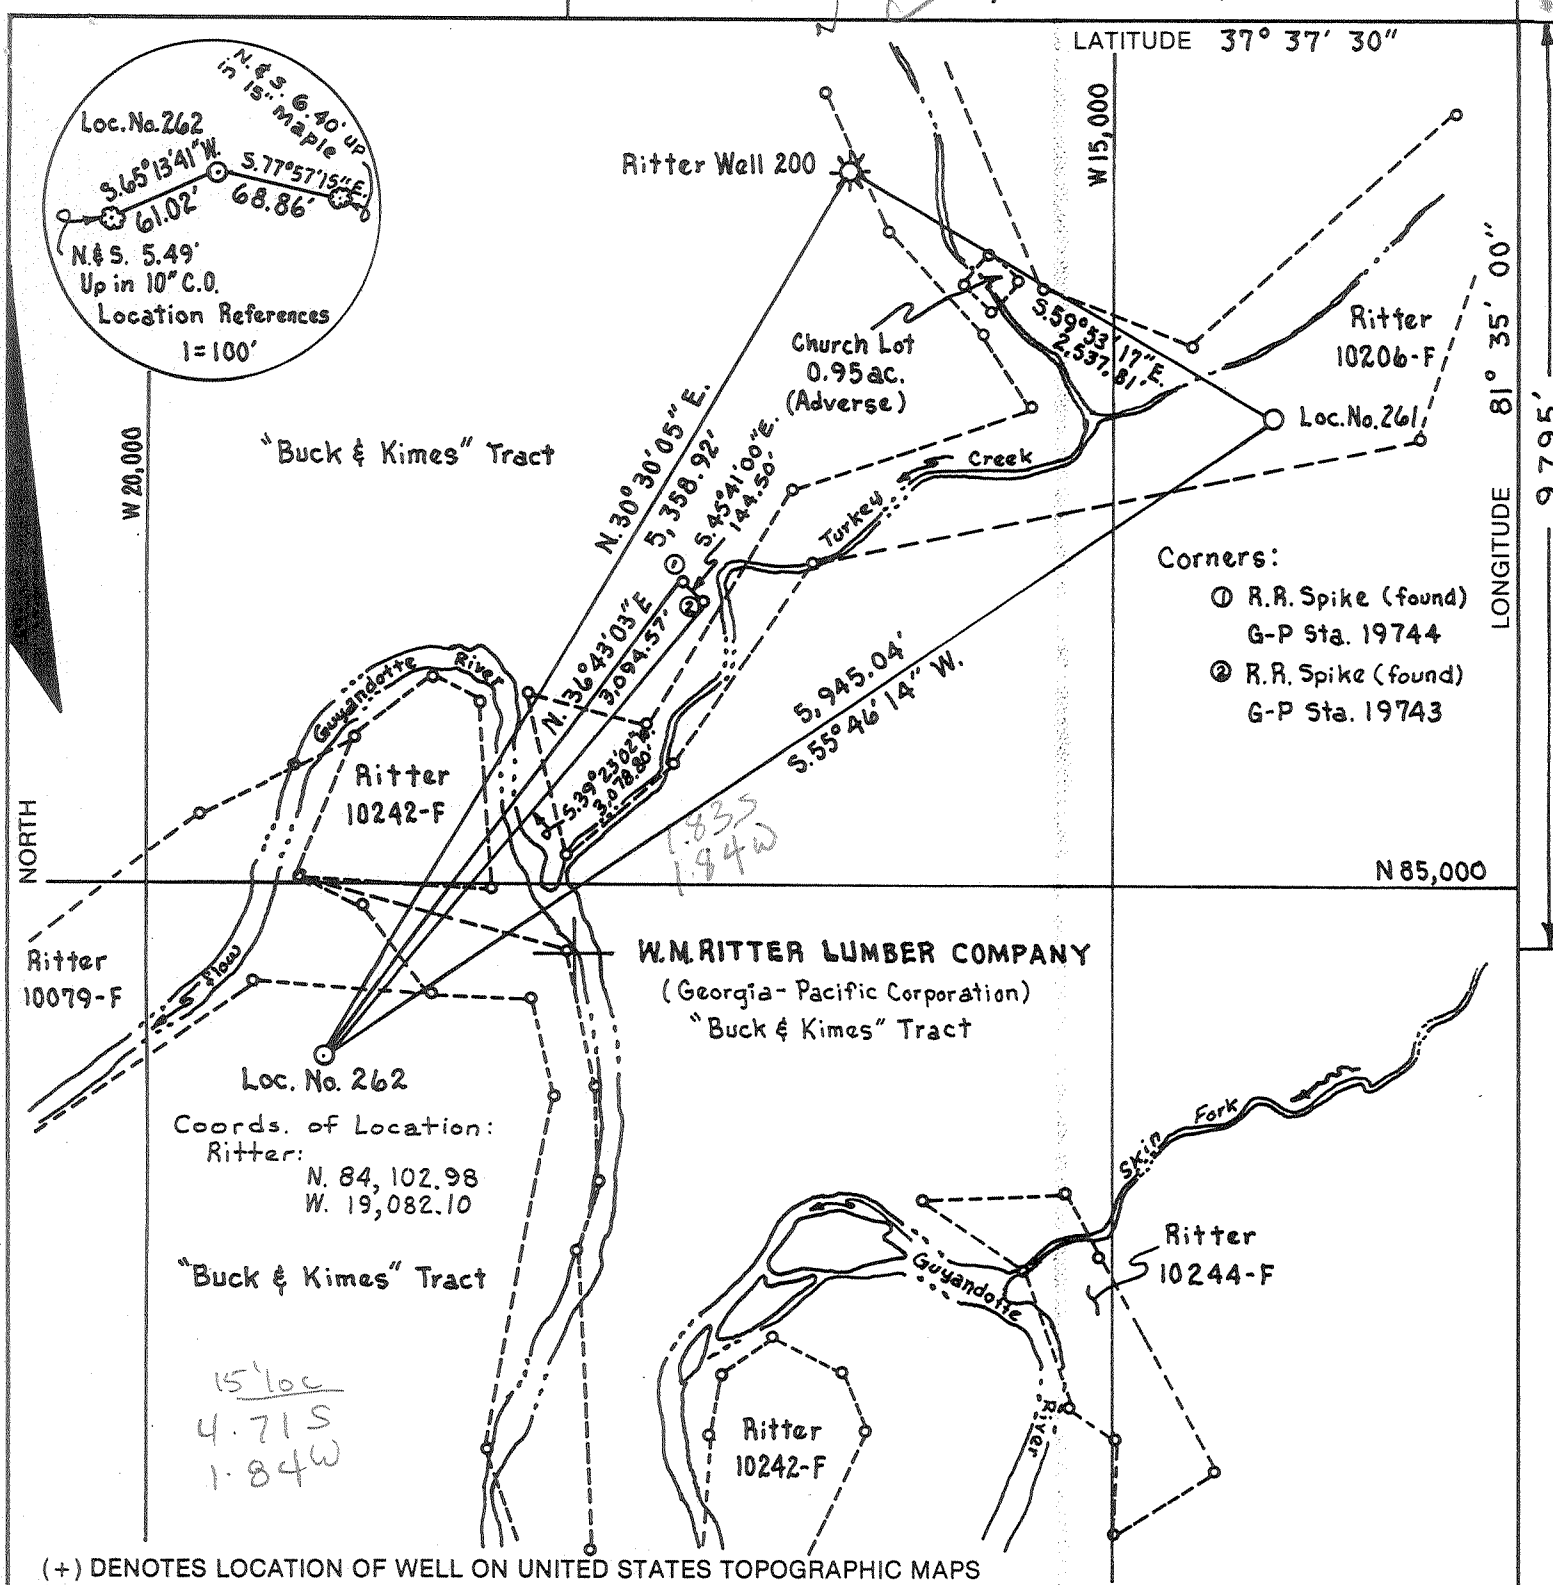 LATITUDE 37° 37' 30"
N.&S. 6.40' up
in 15" Maple
Loc.No.262
S.65°13'41"W.
61.02'
S.77°57'15"E.
68.86'
N.&S. 5.49'
Up in 10" C.O.
Location References
1=100'
Ritter Well 200
W15,000
Church Lot
0.95 ac.
(Adverse)
S.59°53'17"E.
2,537.81'
Ritter
10206-F
LONGITUDE 81° 35' 00"
9795'
Loc.No.261
W 20,000
"Buck & Kimes" Tract
N.30°30'05"E.
5,358.92'
S.45°41'00"E.
144.50'
Turkey Creek
①
②
N.36°43'03"E
3,094.57'
Corners:
① R.R. Spike (found)
G-P Sta. 19744
② R.R. Spike (found)
G-P Sta. 19743
Guyandotte River
5,945.04'
S.55°46'14" W.
S.39°23'02"W.
3,078.80'
Ritter
10242-F
1.83S
1.84W
NORTH
N 85,000
Ritter
10079-F
flow
W.M.RITTER LUMBER COMPANY
(Georgia-Pacific Corporation)
"Buck & Kimes" Tract
Loc. No. 262
Coords. of Location:
Ritter:
N. 84,102.98
W. 19,082.10
Skin Fork
"Buck & Kimes" Tract
Guyandotte River
Ritter
10244-F
15' loc
4.71 S
1.84W
Ritter
10242-F
(+) DENOTES LOCATION OF WELL ON UNITED STATES TOPOGRAPHIC MAPS